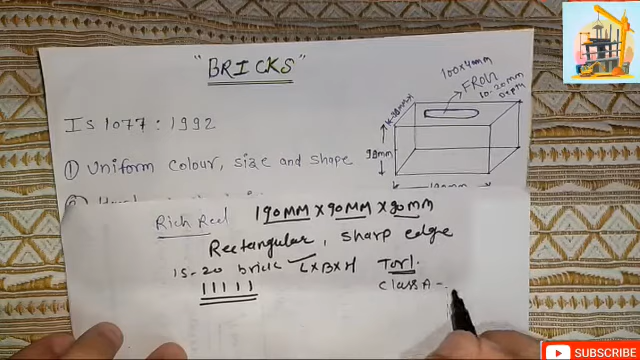 "BRICKS"
IS 1077 : 1992
100x40mm
FROG
10-20mm
Depth
90mm
① Uniform colour, size and shape
Rich Red 190MM x 90MM x 90MM
Rectangular, sharp edge
15-20 brick LxBxH Torl.
Class A -
SUBSCRIBE